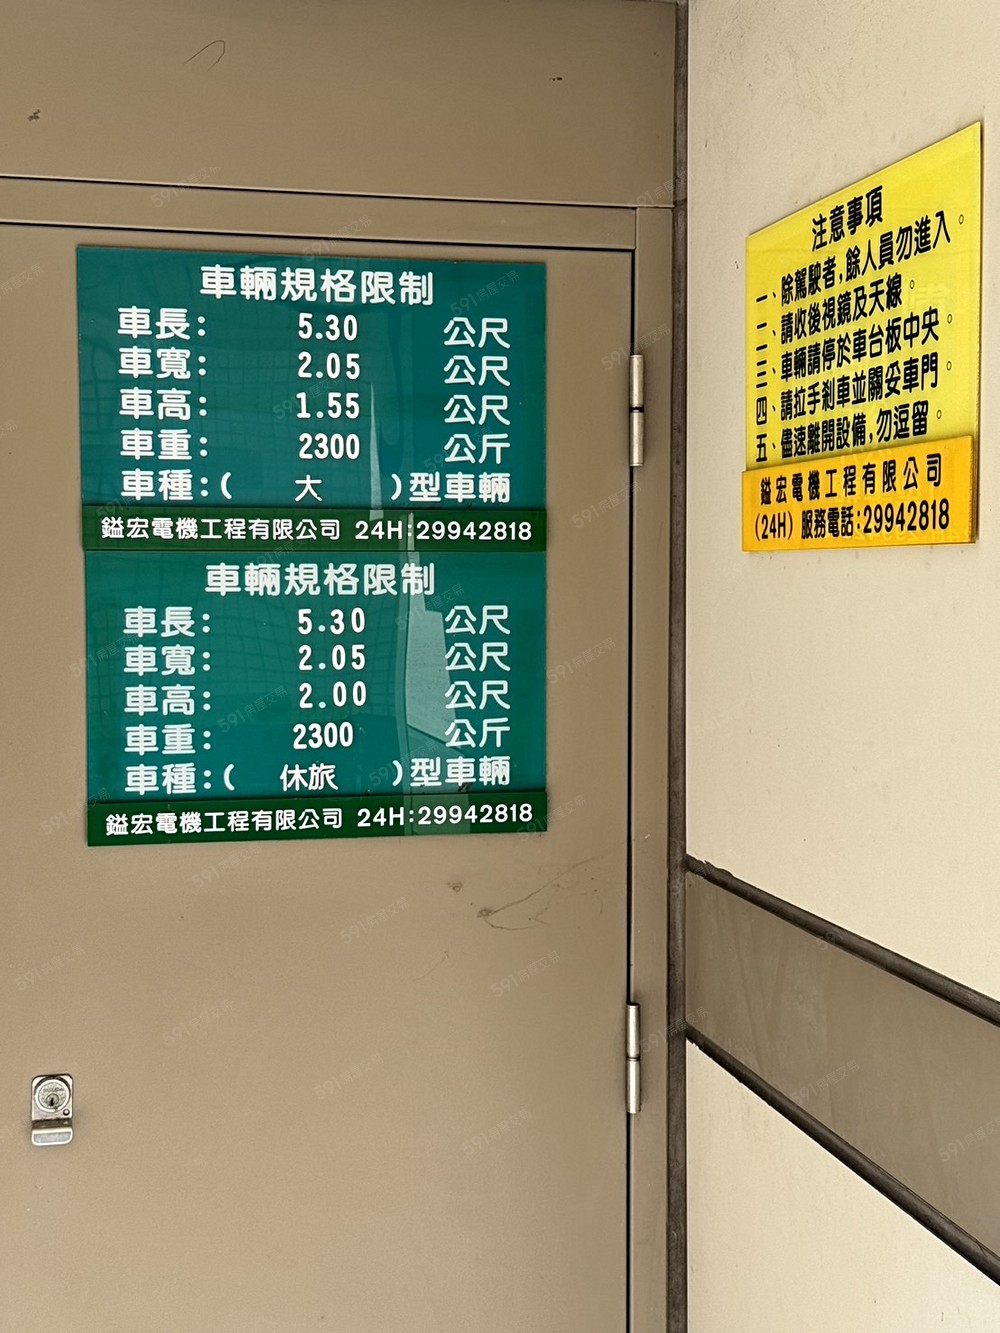 車輛規格限制
車長: 5.30 公尺
車寬: 2.05 公尺
車高: 1.55 公尺
車重: 2300 公斤
車種:( 大 )型車輛
鎰宏電機工程有限公司 24H:29942818
車輛規格限制
車長: 5.30 公尺
車寬: 2.05 公尺
車高: 2.00 公尺
車重: 2300 公斤
車種:( 休旅 )型車輛
鎰宏電機工程有限公司 24H:29942818
注意事項
一、除駕駛者,餘人員勿進入。
二、請收後視鏡及天線。
三、車輛請停於車台板中央。
四、請拉手剎車並關妥車門。
五、儘速離開設備,勿逗留。
鎰宏電機工程有限公司
(24H) 服務電話:29942818
591房屋交易